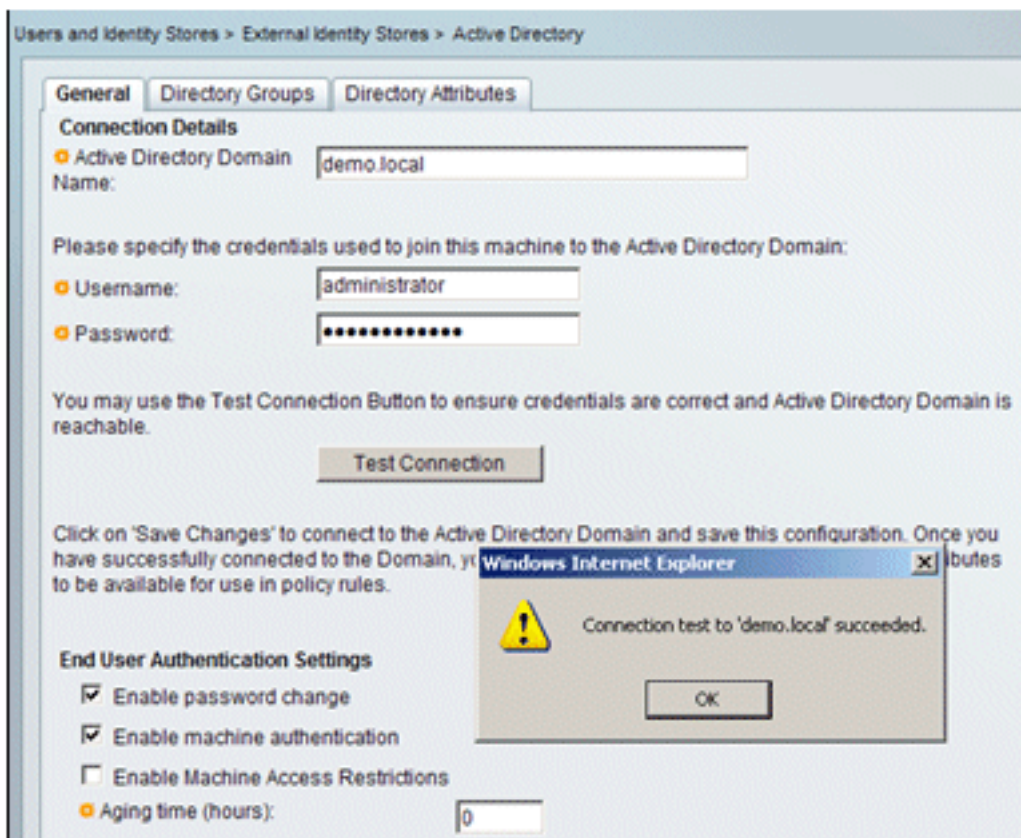 Users and Identity Stores > External Identity Stores > Active Directory
General Directory Groups Directory Attributes
Connection Details
Active Directory Domain
Name:
demo.local
Please specify the credentials used to join this machine to the Active Directory Domain:
Username:
administrator
Password:
••••••••••••
You may use the Test Connection Button to ensure credentials are correct and Active Directory Domain is
reachable.
Test Connection
Click on 'Save Changes' to connect to the Active Directory Domain and save this configuration. Once you
have successfully connected to the Domain,
to be available for use in policy rules.
Windows Internet Explorer
Connection test to 'demo.local' succeeded.
OK
End User Authentication Settings
Enable password change
Enable machine authentication
Enable Machine Access Restrictions
Aging time (hours):
0